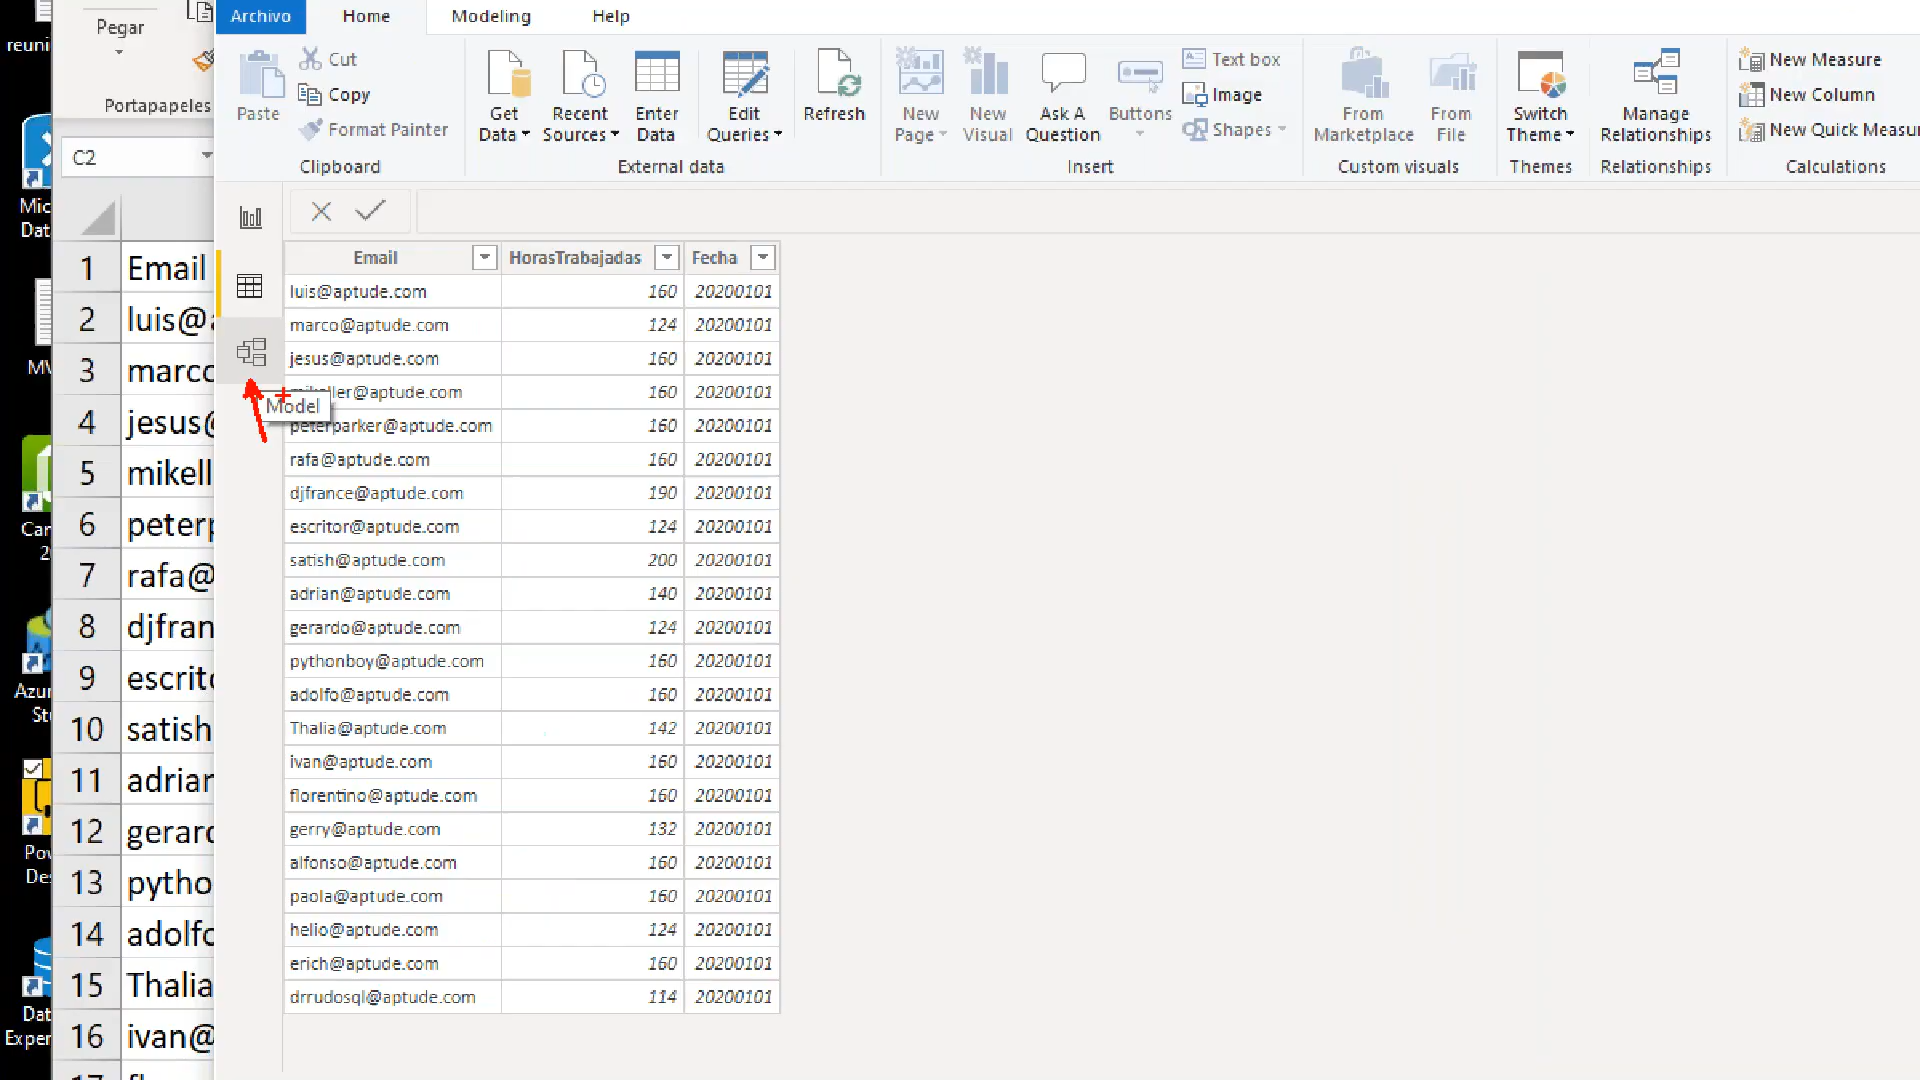 reuni
Pegar
Portapapeles
C2
Archivo
Home
Modeling
Help
Paste
Cut
Copy
Format Painter
Clipboard
Get
Data
Recent
Sources
Enter
Data
Edit
Queries
Refresh
External data
New
Page
New
Visual
Ask A
Question
Buttons
Text box
Image
Shapes
Insert
From
Marketplace
From
File
Custom visuals
Switch
Theme
Themes
Manage
Relationships
Relationships
New Measure
New Column
New Quick Measu
Calculations
Mic
Dat
Azur
St
Pov
De
Dat
Exper
1 Email
2 luis@
3 marco
4 jesus@
5 mikell
6 peterp
7 rafa@
8 djfran
9 escrito
10 satish
11 adriar
12 gerard
13 pytho
14 adolfo
15 Thalia
16 ivan@
Model
Email HorasTrabajadas Fecha
luis@aptude.com 160 20200101
marco@aptude.com 124 20200101
jesus@aptude.com 160 20200101
mikeller@aptude.com 160 20200101
peterparker@aptude.com 160 20200101
rafa@aptude.com 160 20200101
djfrance@aptude.com 190 20200101
escritor@aptude.com 124 20200101
satish@aptude.com 200 20200101
adrian@aptude.com 140 20200101
gerardo@aptude.com 124 20200101
pythonboy@aptude.com 160 20200101
adolfo@aptude.com 160 20200101
Thalia@aptude.com 142 20200101
ivan@aptude.com 160 20200101
florentino@aptude.com 160 20200101
gerry@aptude.com 132 20200101
alfonso@aptude.com 160 20200101
paola@aptude.com 160 20200101
helio@aptude.com 124 20200101
erich@aptude.com 160 20200101
drrudosql@aptude.com 114 20200101